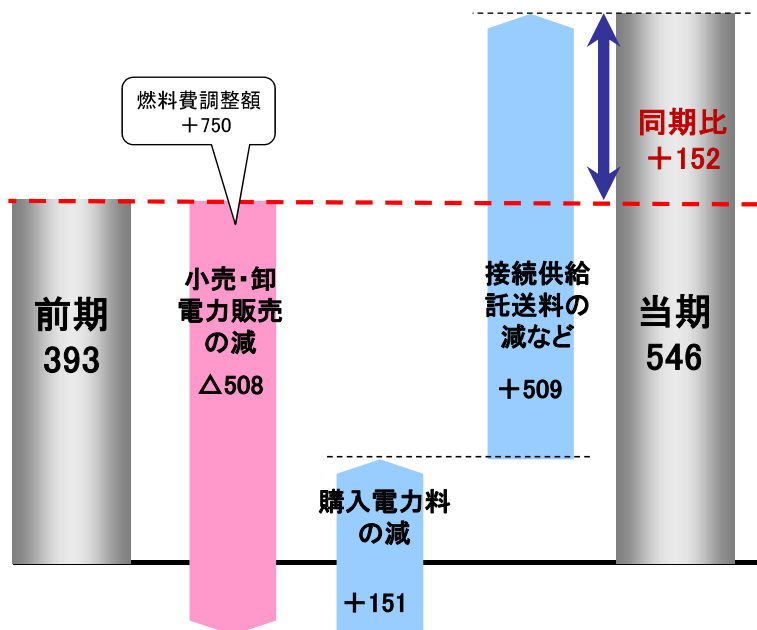 燃料費調整額
＋750
同期比
＋152
前期
393
小売・卸
電力販売
の減
△508
接続供給
託送料の
減など
＋509
当期
546
購入電力料
の減
＋151